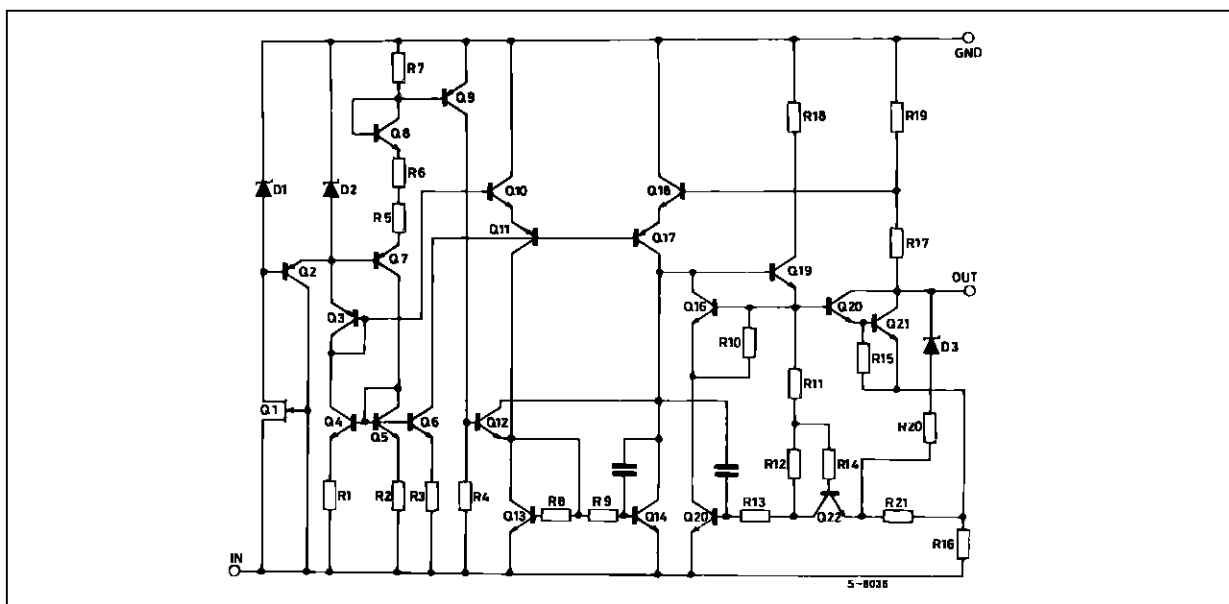 GND
R7
Q9
Q8
R18
R19
R6
D1
D2
Q10
Q18
R5
Q11
Q17
R17
Q2
Q7
Q19
OUT
Q3
Q16
Q20
Q21
R10
R15
D3
R11
Q1
Q4
Q5
Q6
Q12
R20
R12
R14
R1
R2
R3
R4
R8
R9
R13
R21
Q13
Q14
Q20
Q22
R16
IN
S-8036